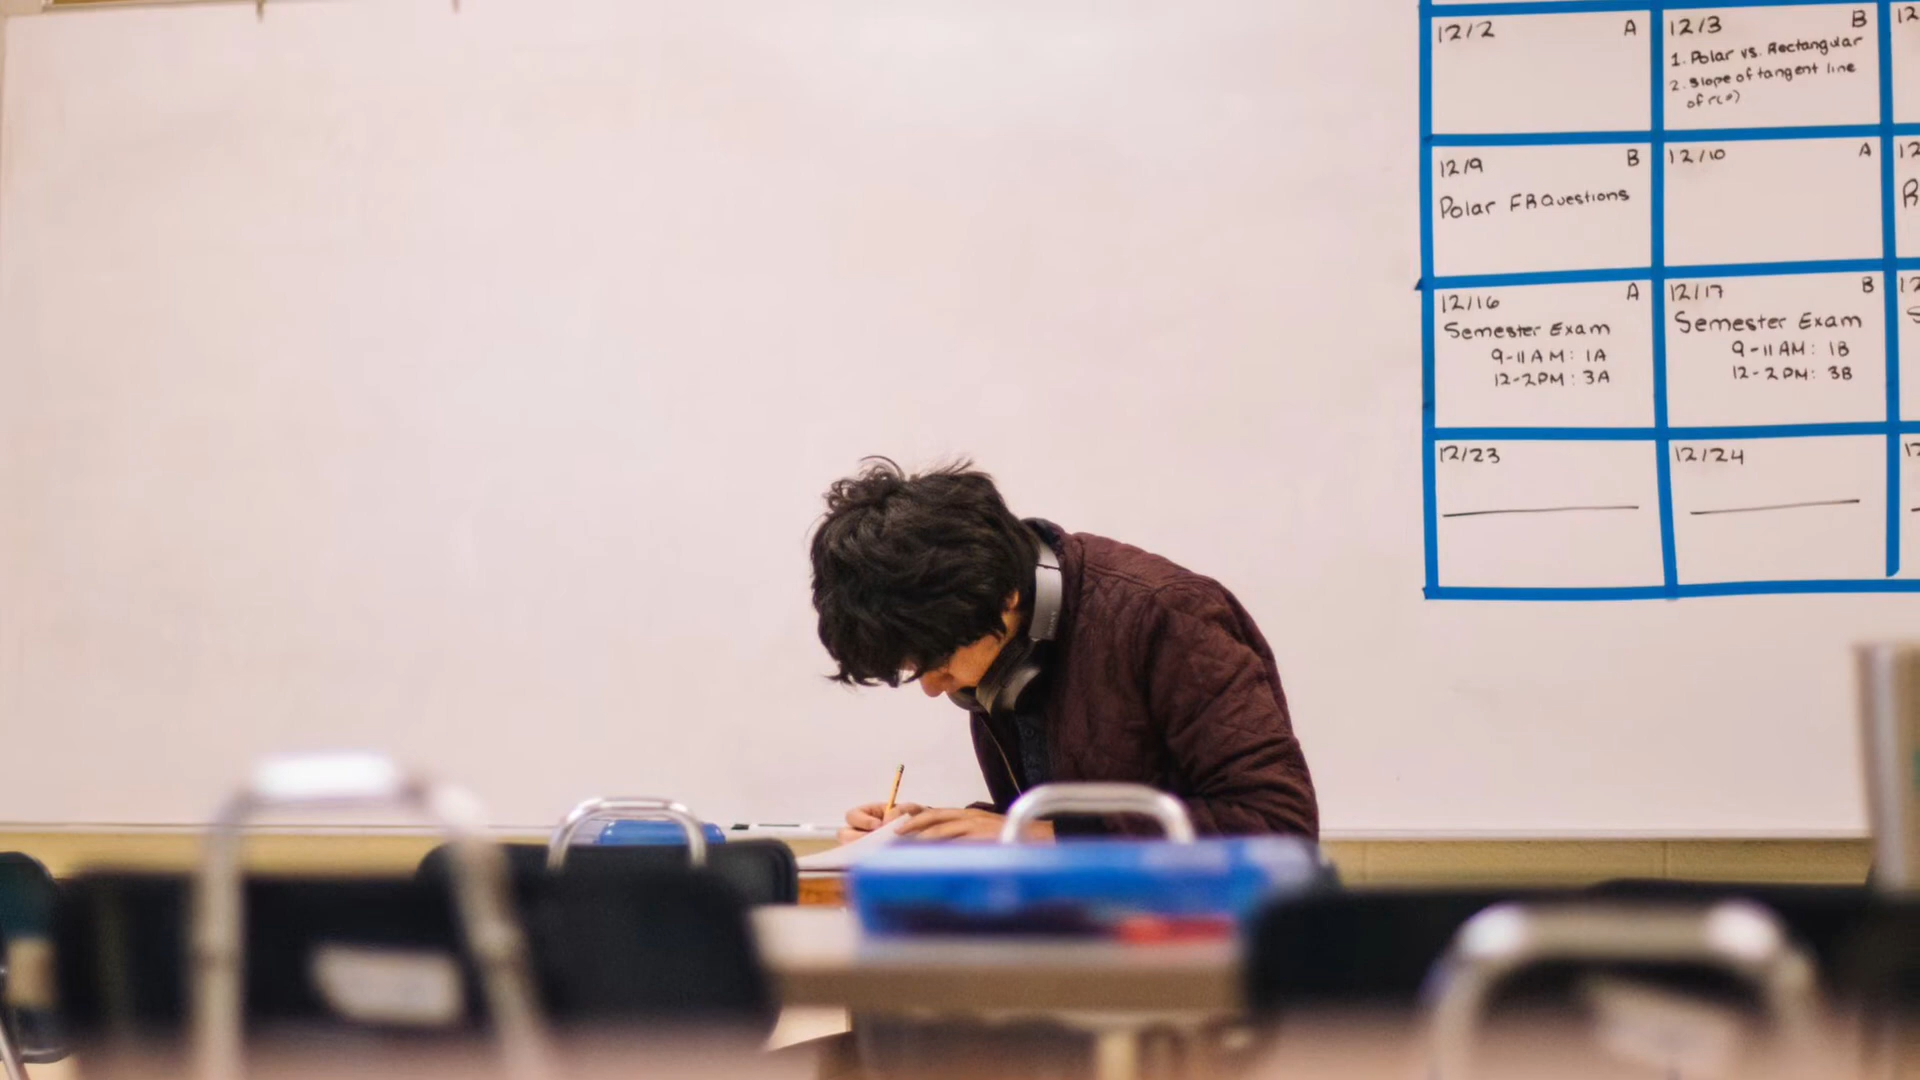 12/2 A
12/3 B
1. Polar vs. Rectangular
2. Slope of tangent line
of r(θ)
12/9 B
Polar FRQuestions
12/10 A
12/16 A
Semester Exam
9-11 AM: 1A
12-2PM: 3A
12/17 B
Semester Exam
9-11 AM: 1B
12-2PM: 3B
12/23
12/24